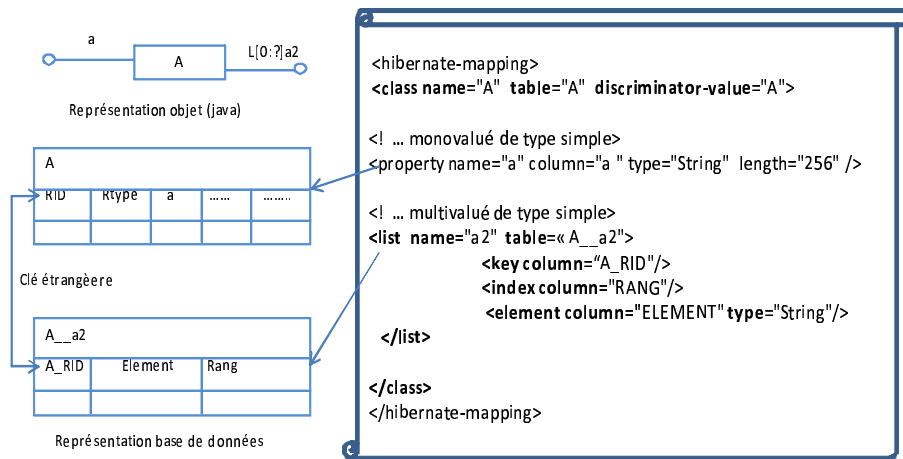 a
L[0:?]a2
A
Représentation objet (java)
A
RID Rtype a ...... ........
Clé étrangèere
A__a2
A_RID Element Rang
Représentation base de données
<hibernate-mapping>
<class name="A" table="A" discriminator-value="A">
<! ... monovalué de type simple>
<property name="a" column="a " type="String" length="256" />
<! ... multivalué de type simple>
<list name="a2" table=« A__a2">
<key column=“A_RID"/>
<index column="RANG"/>
<element column="ELEMENT" type="String"/>
</list>
</class>
</hibernate-mapping>